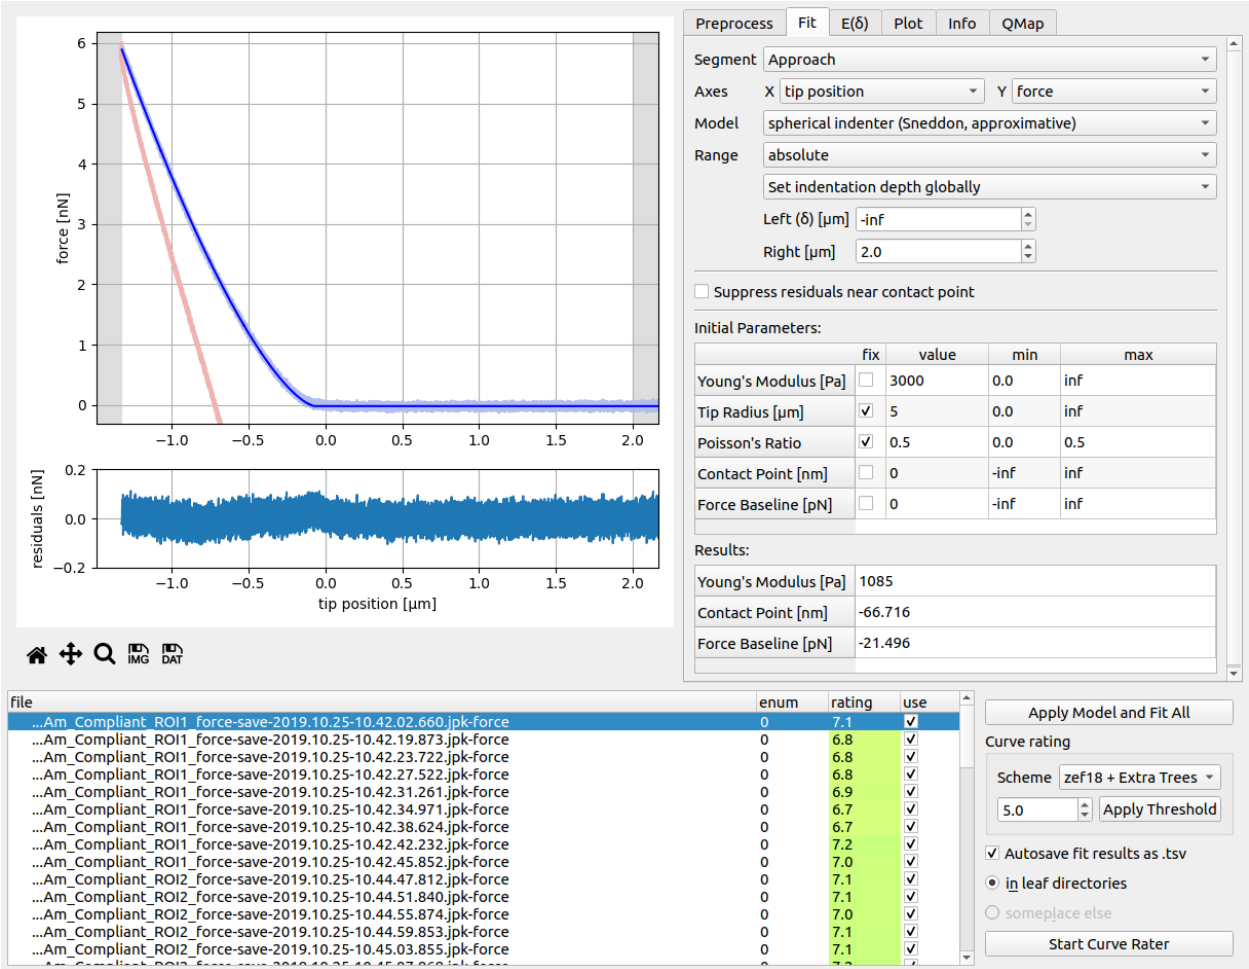 Preprocess Fit E(δ) Plot Info QMap
Segment Approach
Axes X tip position Y force
Model spherical indenter (Sneddon, approximative)
Range absolute
Set indentation depth globally
Left (δ) [µm] -inf
Right [µm] 2.0
Suppress residuals near contact point
Initial Parameters:
fix value min max
Young's Modulus [Pa] 3000 0.0 inf
Tip Radius [µm] 5 0.0 inf
Poisson's Ratio 0.5 0.0 0.5
Contact Point [nm] 0 -inf inf
Force Baseline [pN] 0 -inf inf
Results:
Young's Modulus [Pa] 1085
Contact Point [nm] -66.716
Force Baseline [pN] -21.496
force [nN]
6
5
4
3
2
1
0
−1.0 −0.5 0.0 0.5 1.0 1.5 2.0
residuals [nN]
0.2
0.0
−0.2
−1.0 −0.5 0.0 0.5 1.0 1.5 2.0
tip position [µm]
IMG DAT
file enum rating use
...Am_Compliant_ROI1_force-save-2019.10.25-10.42.02.660.jpk-force 0 7.1
...Am_Compliant_ROI1_force-save-2019.10.25-10.42.19.873.jpk-force 0 6.8
...Am_Compliant_ROI1_force-save-2019.10.25-10.42.23.722.jpk-force 0 6.8
...Am_Compliant_ROI1_force-save-2019.10.25-10.42.27.522.jpk-force 0 6.8
...Am_Compliant_ROI1_force-save-2019.10.25-10.42.31.261.jpk-force 0 6.9
...Am_Compliant_ROI1_force-save-2019.10.25-10.42.34.971.jpk-force 0 6.7
...Am_Compliant_ROI1_force-save-2019.10.25-10.42.38.624.jpk-force 0 6.7
...Am_Compliant_ROI1_force-save-2019.10.25-10.42.42.232.jpk-force 0 7.2
...Am_Compliant_ROI1_force-save-2019.10.25-10.42.45.852.jpk-force 0 7.0
...Am_Compliant_ROI2_force-save-2019.10.25-10.44.47.812.jpk-force 0 7.1
...Am_Compliant_ROI2_force-save-2019.10.25-10.44.51.840.jpk-force 0 7.1
...Am_Compliant_ROI2_force-save-2019.10.25-10.44.55.874.jpk-force 0 7.0
...Am_Compliant_ROI2_force-save-2019.10.25-10.44.59.853.jpk-force 0 7.1
...Am_Compliant_ROI2_force-save-2019.10.25-10.45.03.855.jpk-force 0 7.1
Apply Model and Fit All
Curve rating
Scheme zef18 + Extra Trees
5.0 Apply Threshold
Autosave fit results as .tsv
in leaf directories
someplace else
Start Curve Rater